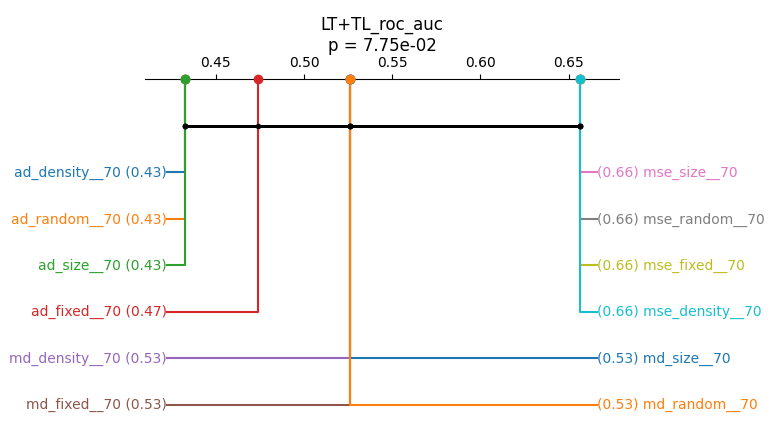 LT+TL_roc_auc
p = 7.75e-02
0.45 0.50 0.55 0.60 0.65
ad_density__70 (0.43) (0.66) mse_size__70
ad_random__70 (0.43) (0.66) mse_random__70
ad_size__70 (0.43) (0.66) mse_fixed__70
ad_fixed__70 (0.47) (0.66) mse_density__70
md_density__70 (0.53) (0.53) md_size__70
md_fixed__70 (0.53) (0.53) md_random__70